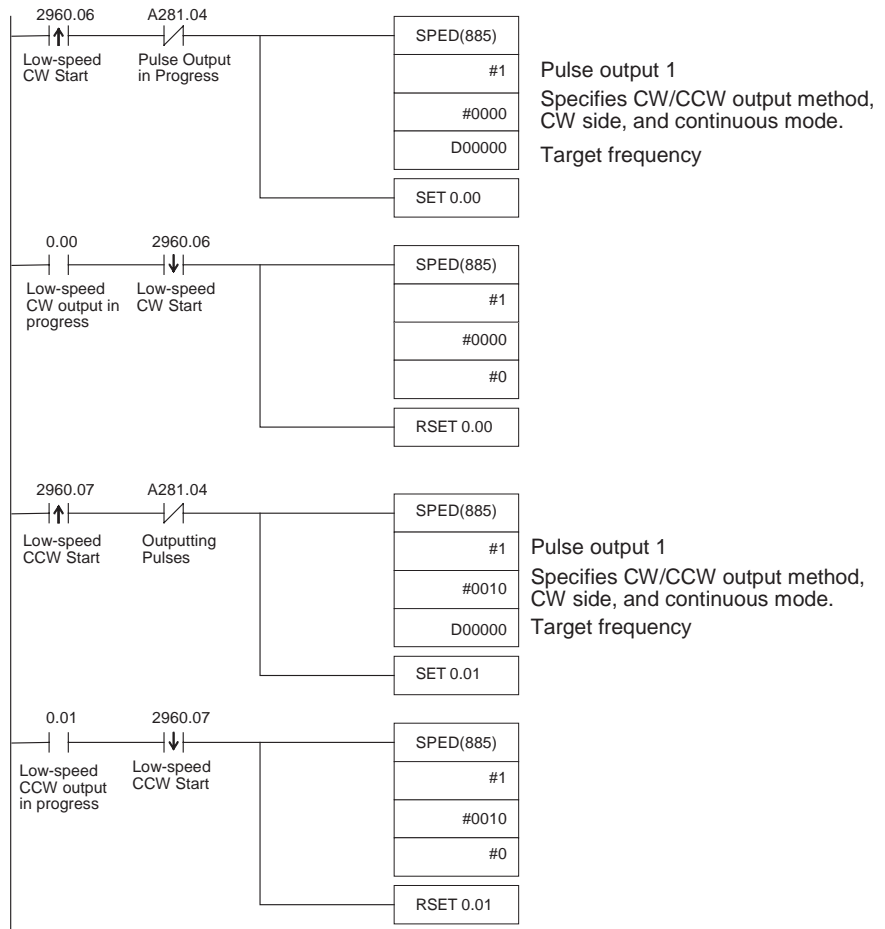 2960.06 A281.04
SPED(885)
Low-speed
CW Start
Pulse Output
in Progress
#1 Pulse output 1
#0000 Specifies CW/CCW output method,
CW side, and continuous mode.
D00000 Target frequency
SET 0.00
0.00 2960.06
SPED(885)
Low-speed
CW output in
progress
Low-speed
CW Start
#1
#0000
#0
RSET 0.00
2960.07 A281.04
SPED(885)
Low-speed
CCW Start
Outputting
Pulses
#1 Pulse output 1
#0010 Specifies CW/CCW output method,
CW side, and continuous mode.
D00000 Target frequency
SET 0.01
0.01 2960.07
SPED(885)
Low-speed
CCW output
in progress
Low-speed
CCW Start
#1
#0010
#0
RSET 0.01